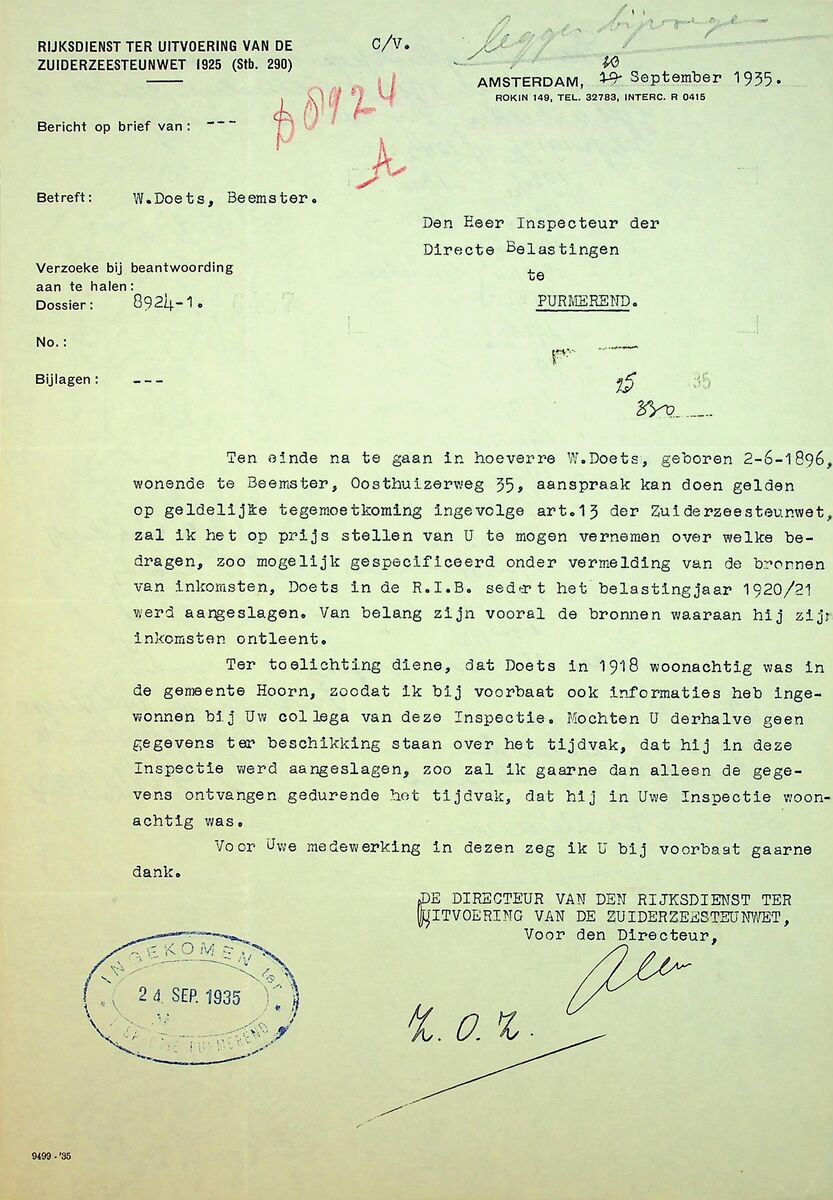 legger bijvoegen
RIJKSDIENST TER UITVOERING VAN DE
ZUIDERZEESTEUNWET 1925 (Stb. 290)
C/V.
AMSTERDAM, 19 September 1935.
ROKIN 149, TEL. 32783, INTERC. R 0415
D 8924
A
Bericht op brief van: ---
Betreft: W.Doets, Beemster.
Den Heer Inspecteur der
Directe Belastingen
te
PURMEREND.
Verzoeke bij beantwoording
aan te halen:
Dossier: 8924-1.
No.:
Bijlagen: ---
25 35
330
Ten einde na te gaan in hoeverre W.Doets, geboren 2-6-1896,
wonende te Beemster, Oosthuizerweg 35, aanspraak kan doen gelden
op geldelijke tegemoetkoming ingevolge art.13 der Zuiderzeesteunwet,
zal ik het op prijs stellen van U te mogen vernemen over welke be-
dragen, zoo mogelijk gespecificeerd onder vermelding van de bronnen
van inkomsten, Doets in de R.I.B. sedert het belastingjaar 1920/21
werd aangeslagen. Van belang zijn vooral de bronnen waaraan hij zijn
inkomsten ontleent.
Ter toelichting diene, dat Doets in 1918 woonachtig was in
de gemeente Hoorn, zoodat ik bij voorbaat ook informaties heb inge-
wonnen bij Uw collega van deze Inspectie. Mochten U derhalve geen
gegevens ter beschikking staan over het tijdvak, dat hij in deze
Inspectie werd aangeslagen, zoo zal ik gaarne dan alleen de gege-
vens ontvangen gedurende het tijdvak, dat hij in Uwe Inspectie woon-
achtig was.
Voor Uwe medewerking in dezen zeg ik U bij voorbaat gaarne
dank.
DE DIRECTEUR VAN DEN RIJKSDIENST TER
UITVOERING VAN DE ZUIDERZEESTEUNWET,
Voor den Directeur,
Z.O.Z.
INGEKOMEN ter
24 SEP. 1935
INSPECTIE PURMEREND
9499 - '35